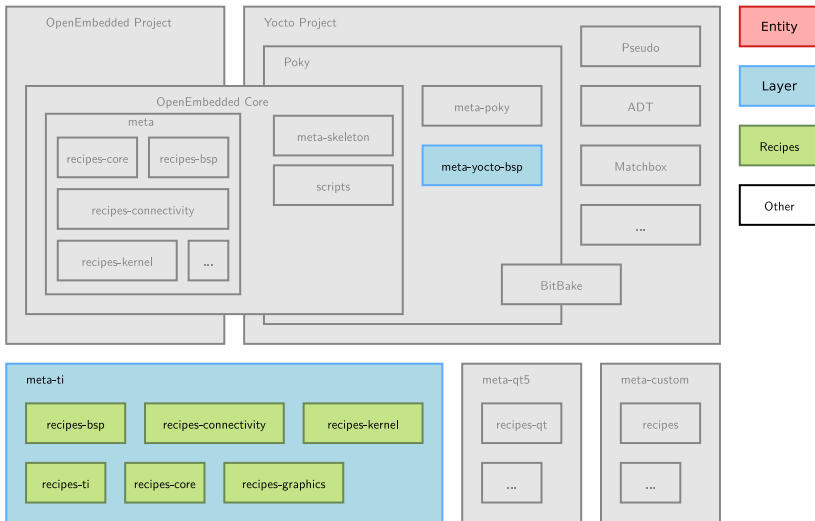 OpenEmbedded Project
Yocto Project
Poky
OpenEmbedded Core
meta
recipes-core
recipes-bsp
recipes-connectivity
recipes-kernel
...
meta-skeleton
scripts
meta-poky
meta-yocto-bsp
Pseudo
ADT
Matchbox
...
BitBake
Entity
Layer
Recipes
Other
meta-ti
recipes-bsp
recipes-connectivity
recipes-kernel
recipes-ti
recipes-core
recipes-graphics
meta-qt5
recipes-qt
...
meta-custom
recipes
...